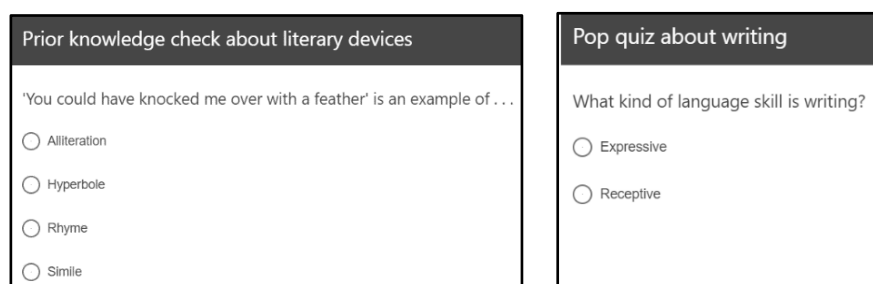 Prior knowledge check about literary devices
'You could have knocked me over with a feather' is an example of . . .
Alliteration
Hyperbole
Rhyme
Simile
Pop quiz about writing
What kind of language skill is writing?
Expressive
Receptive